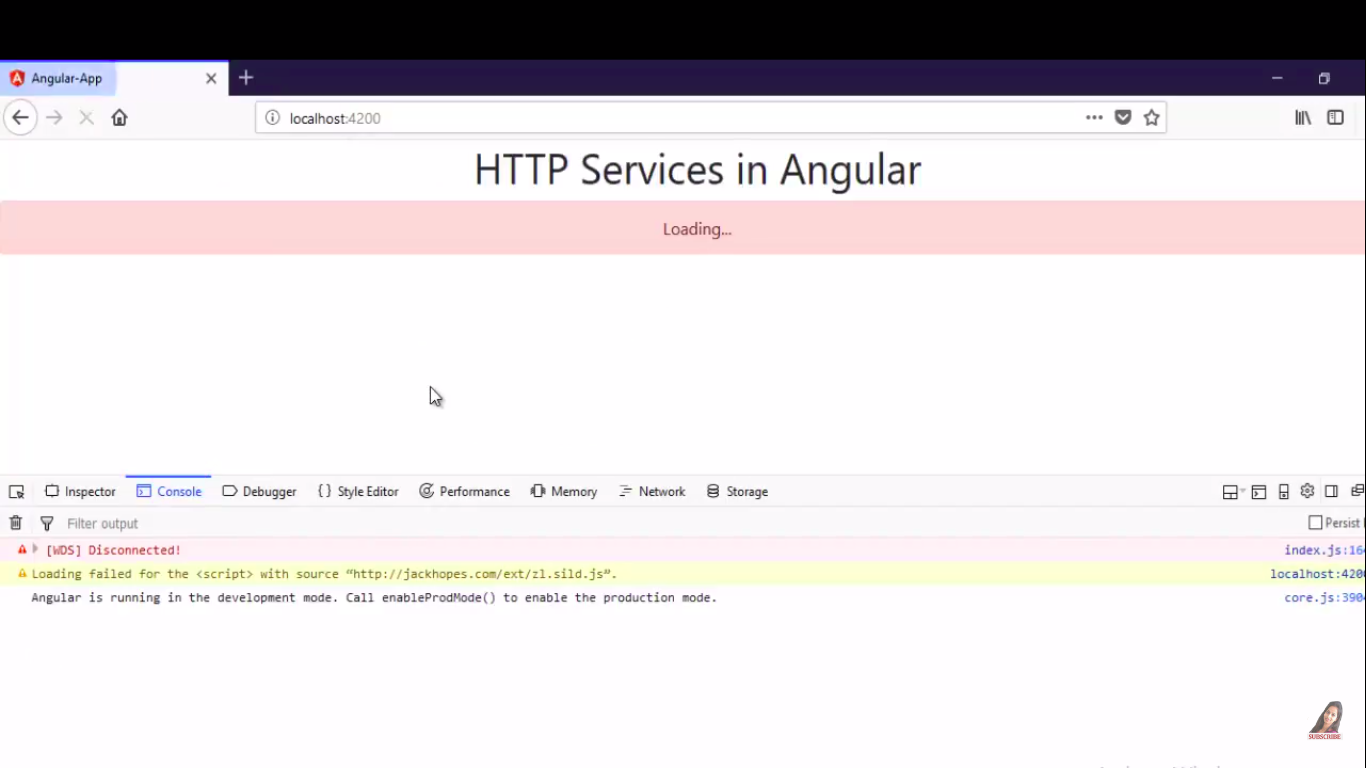 Angular-App
localhost:4200
HTTP Services in Angular
Loading...
Inspector Console Debugger Style Editor Performance Memory Network Storage
Filter output Persist
[WDS] Disconnected! index.js:16
Loading failed for the <script> with source “http://jackhopes.com/ext/zl.sild.js”. localhost:420
Angular is running in the development mode. Call enableProdMode() to enable the production mode. core.js:390
SUBSCRIBE